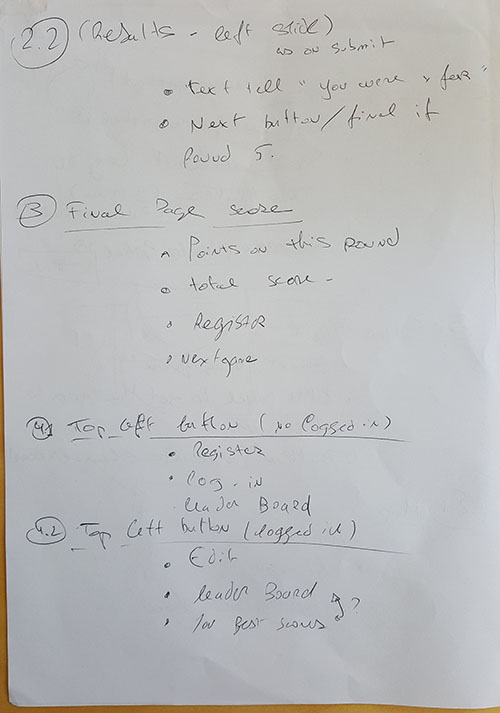 2.2 (Results - left slide)
as on submit
• text tell "you were x far"
• Next button/final if
Round 5.
3 Final Page score
• Points on this Round
• total score -
• Register
• Next game
4.1 Top left button (no logged in)
• Register
• log-in
leader Board
4.2 Top left button (logged in)
• Edit
• leader Board
• Best scores ?